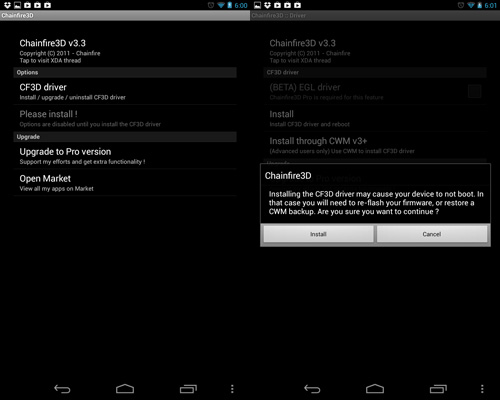 6:00
Chainfire3D
Chainfire3D v3.3
Copyright (C) 2011 - Chainfire
Tap to visit XDA thread
Options
CF3D driver
Install / upgrade / uninstall CF3D driver
Please install !
Options are disabled until you install the CF3D driver
Upgrade
Upgrade to Pro version
Support my efforts and get extra functionality !
Open Market
View all my apps on Market
6:01
Chainfire3D :: Driver
Chainfire3D v3.3
Copyright (C) 2011 - Chainfire
Tap to visit XDA thread
CF3D driver
(BETA) EGL driver
Chainfire3D Pro is required for this feature
Install
Install CF3D driver and reboot
Install through CWM v3+
(Advanced users only) Use CWM to install CF3D driver
Chainfire3D
Installing the CF3D driver may cause your device to not boot. In
that case you will need to re-flash your firmware, or restore a
CWM backup. Are you sure you want to continue ?
Install
Cancel